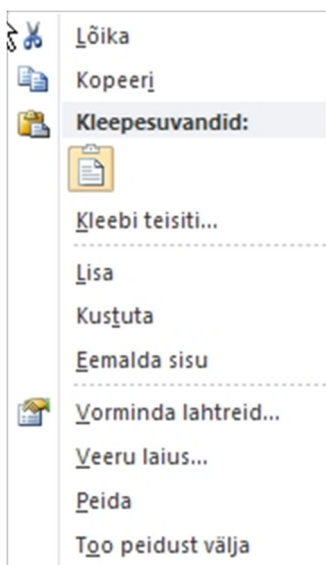 Lõika
Kopeeri
Kleepesuvandid:
Kleebi teisiti...
Lisa
Kustuta
Eemalda sisu
Vorminda lahtreid...
Veeru laius...
Peida
Too peidust välja